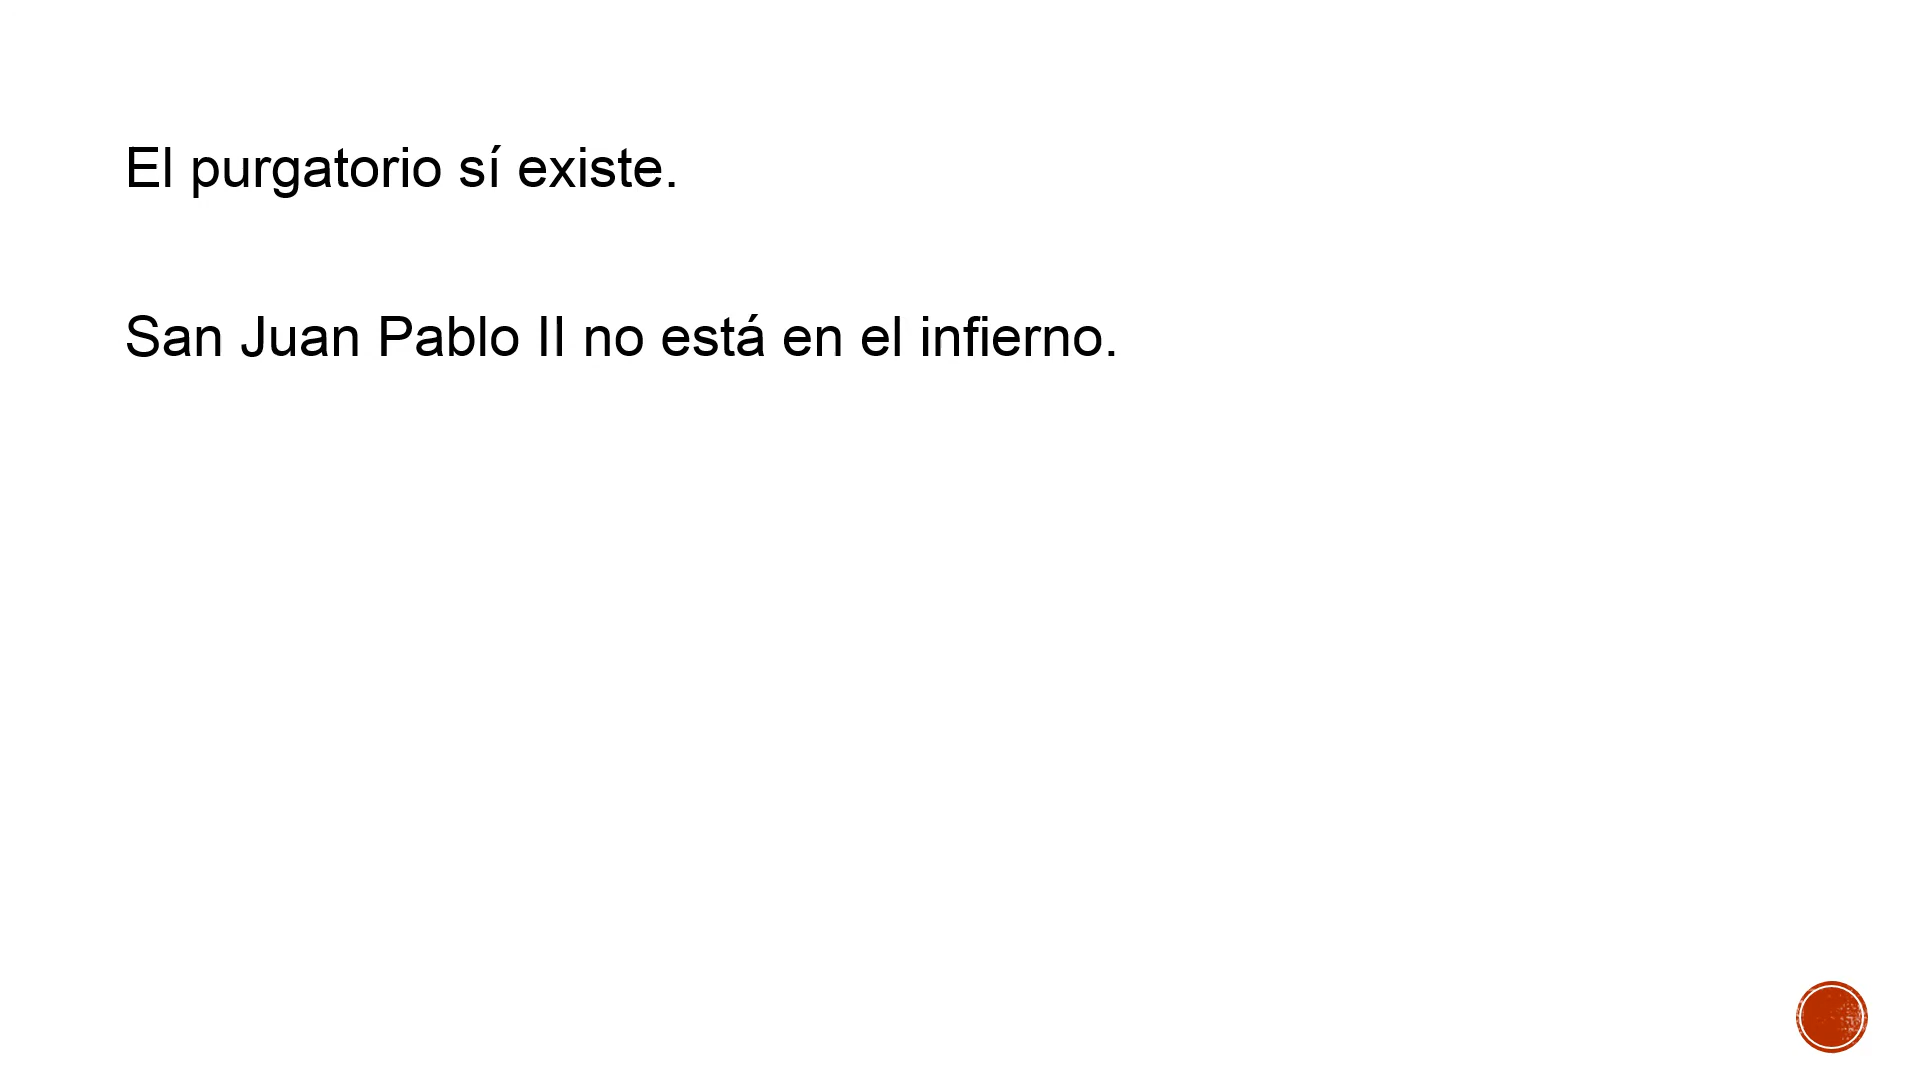 El purgatorio sí existe.
San Juan Pablo II no está en el infierno.